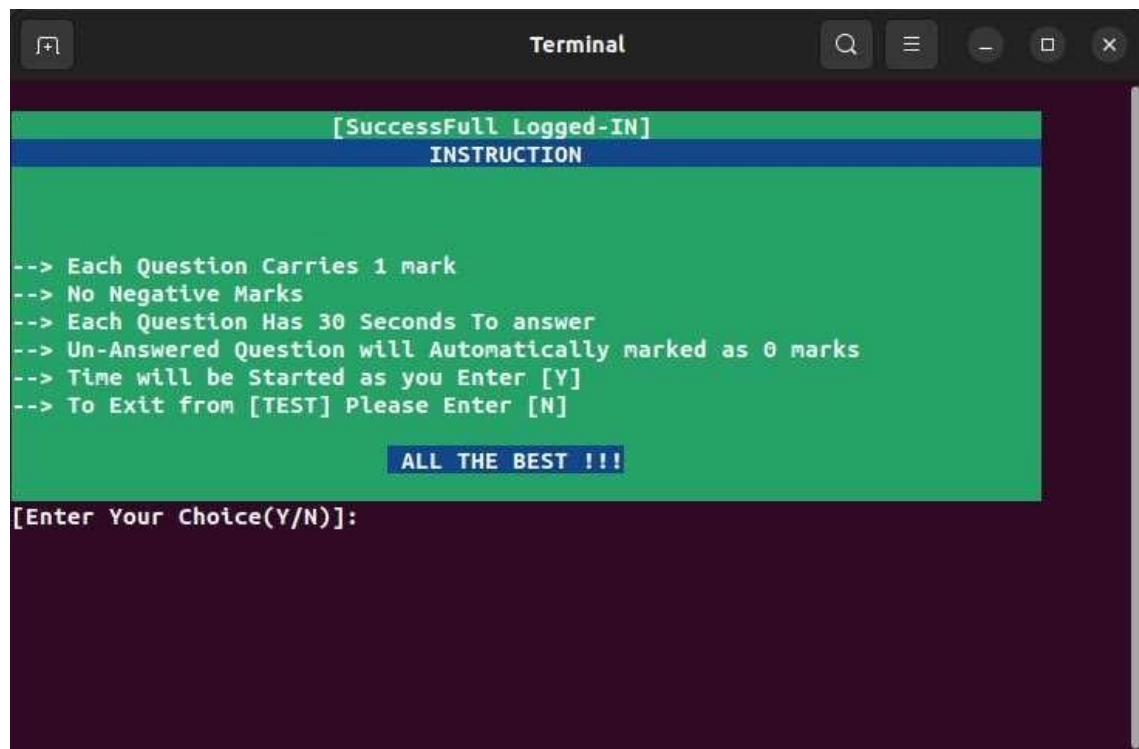 Terminal
[SuccessFull Logged-IN]
INSTRUCTION
--> Each Question Carries 1 mark
--> No Negative Marks
--> Each Question Has 30 Seconds To answer
--> Un-Answered Question will Automatically marked as 0 marks
--> Time will be Started as you Enter [Y]
--> To Exit from [TEST] Please Enter [N]
ALL THE BEST !!!
[Enter Your Choice(Y/N)]: